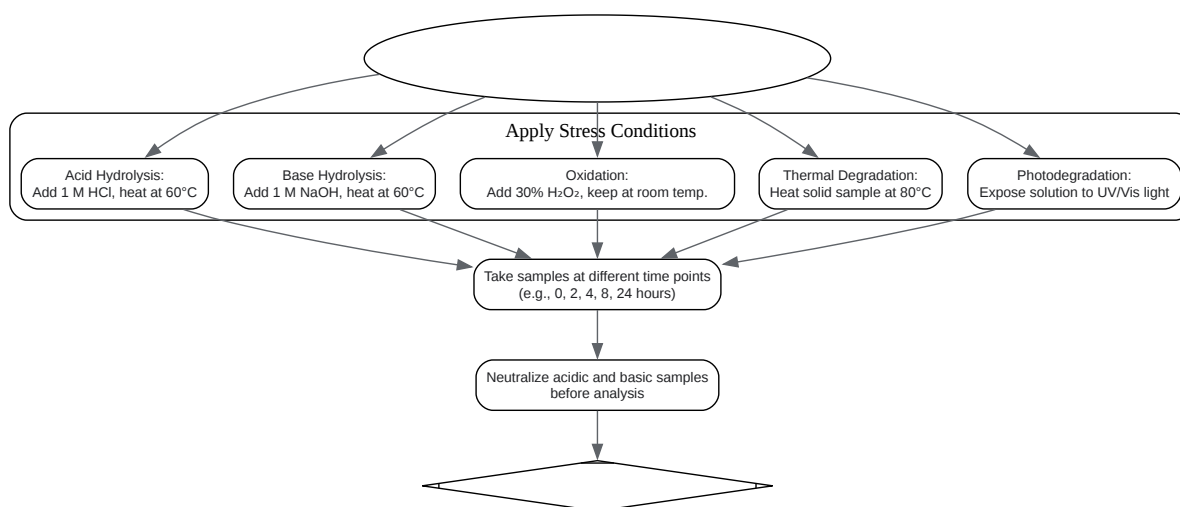 Apply Stress Conditions
Acid Hydrolysis:
Add 1 M HCl, heat at 60°C
Base Hydrolysis:
Add 1 M NaOH, heat at 60°C
Oxidation:
Add 30% H₂O₂, keep at room temp.
Thermal Degradation:
Heat solid sample at 80°C
Photodegradation:
Expose solution to UV/Vis light
Take samples at different time points
(e.g., 0, 2, 4, 8, 24 hours)
Neutralize acidic and basic samples
before analysis